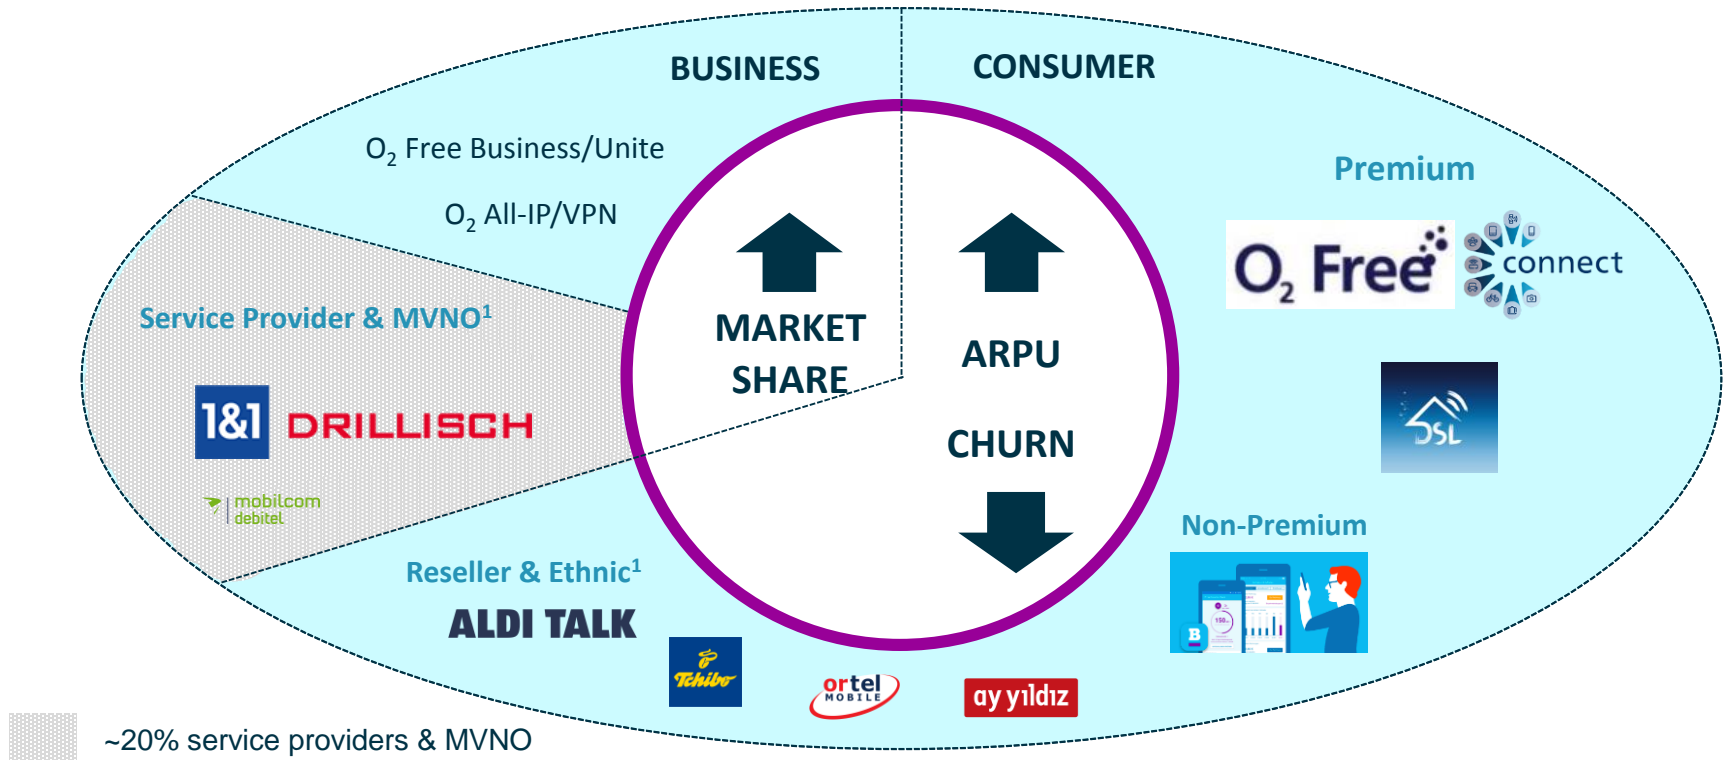 BUSINESS
CONSUMER
O2 Free Business/Unite
O2 All-IP/VPN
Service Provider & MVNO1
1&1 DRILLISCH
mobilcom
debitel
MARKET
SHARE
ARPU
CHURN
Premium
O2 Free
connect
DSL
Non-Premium
B
Reseller & Ethnic1
ALDI TALK
Tchibo
ortel
MOBILE
ay yıldız
~20% service providers & MVNO